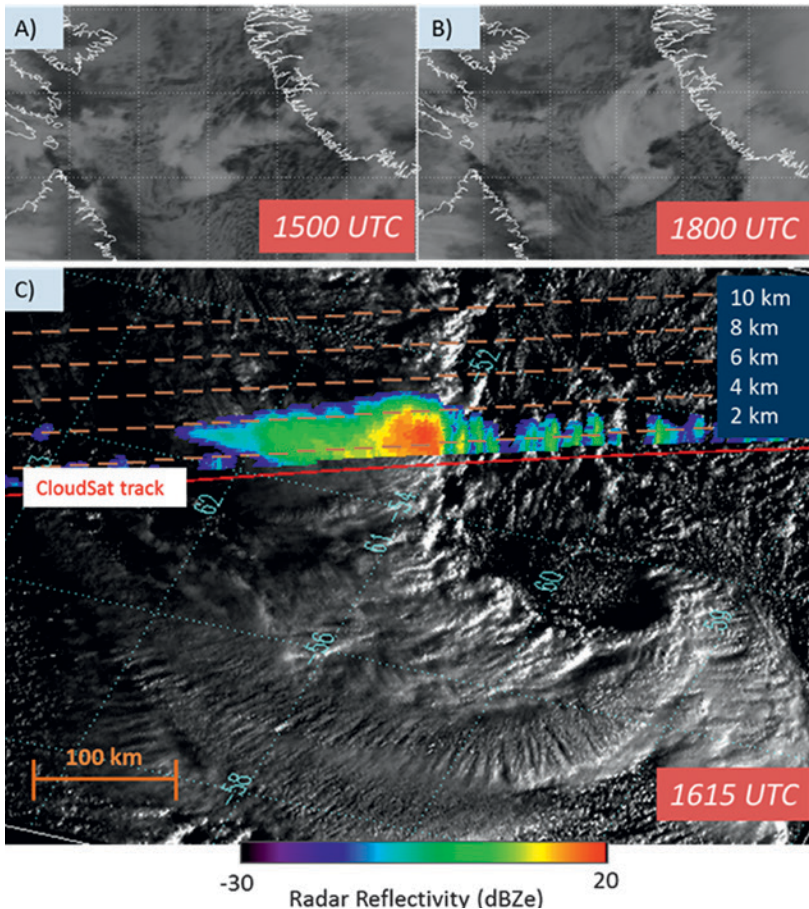 A)
B)
1500 UTC
1800 UTC
C)
10 km
8 km
6 km
4 km
2 km
-52
CloudSat track
62
-54
61
60
59
-56
100 km
-58
1615 UTC
-30
20
Radar Reflectivity (dBZe)